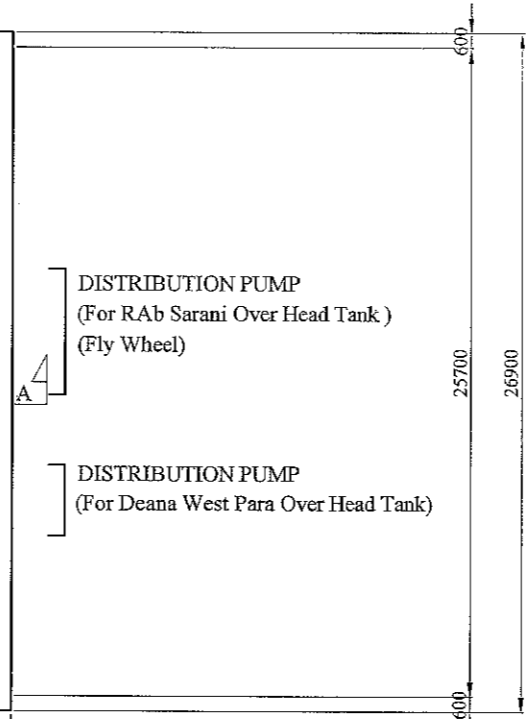 600
DISTRIBUTION PUMP
(For RAb Sarani Over Head Tank )
(Fly Wheel)
A
25700
26900
DISTRIBUTION PUMP
(For Deana West Para Over Head Tank)
600